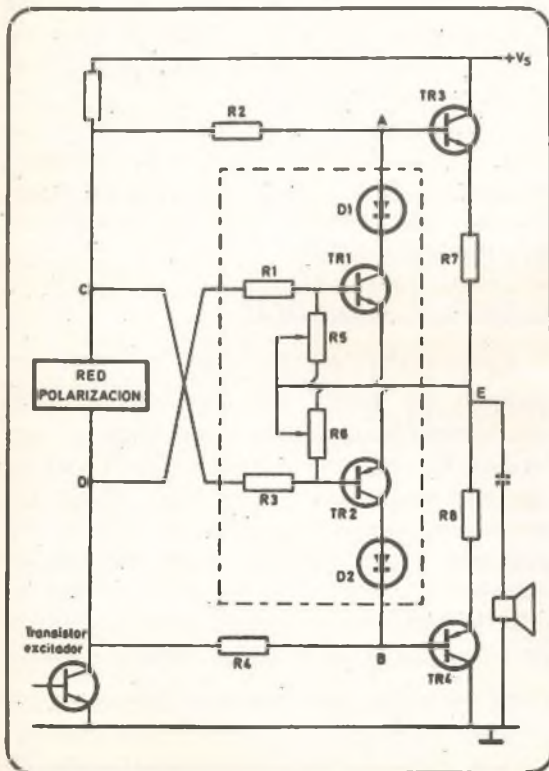 +Vs
TR3
R2
A
D1
R7
R1
TR1
C
R5
RED
POLARIZACION
E
R6
D
R3
TR2
R8
D2
Transistor
excitador
R4
B
TR4